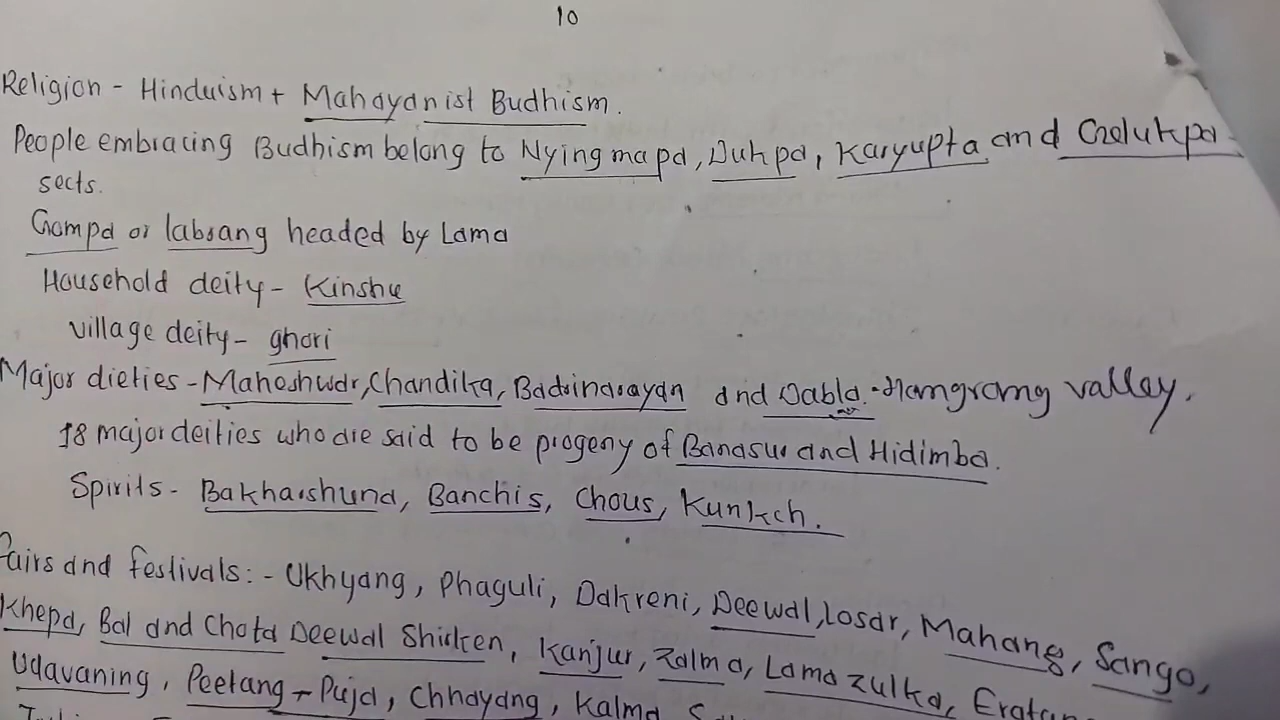 10
Religion - Hinduism + Mahayanist Budhism.
People embracing Budhism belong to Nyingmapa, Dukpa, Karyupta and Gelukpa
sects.
Gompa or labrang headed by Lama
Household deity - Kinshu
village deity - ghori
Major dieties - Maheshwar, Chandika, Badrinarayan and Dabla - Hangrang valley.
18 major deities who are said to be progeny of Banasur and Hidimba.
Spirits - Bakharshuna, Banchis, Chous, Kunkch.
Fairs and festivals: - Ukhyang, Phaguli, Dakreni, Deewal, Losar, Mahang, Sango,
Khepa, Bal and Chota Deewal Shirken, Kanjur, Zalma, Lama Zulka,
Udavaning, Peetang - Puja, Chhayang, Kalma